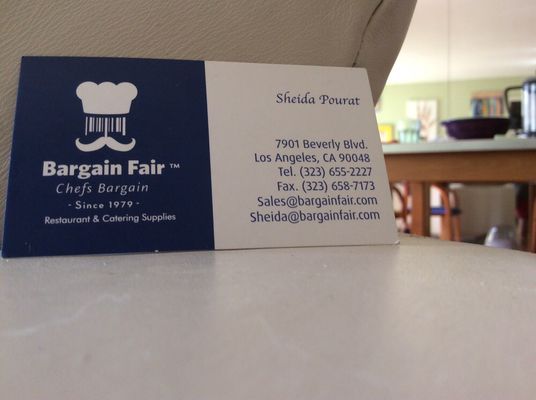 Bargain Fair ™
Chefs Bargain
- Since 1979 -
Restaurant & Catering Supplies
Sheida Pourat
7901 Beverly Blvd.
Los Angeles, CA 90048
Tel. (323) 655-2227
Fax. (323) 658-7173
Sales@bargainfair.com
Sheida@bargainfair.com